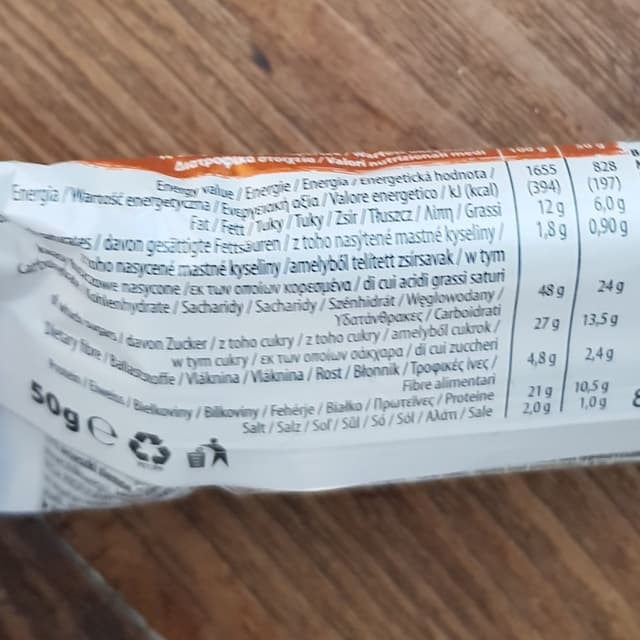 Energy value / Energie / Energia / Energetická hodnota / 1655 828
Energia / Wartość energetyczna / Ενεργειακή αξία / Valore energetico / kJ (kcal) (394) (197)
Fat / Fett / Tuky / Tuky / Zsír / Tłuszcz / Λίπη / Grassi 12 g 6,0 g
/ davon gesättigte Fettsäuren / z toho nasýtené mastné kyseliny / 1,8 g 0,90 g
toho nasycené mastné kyseliny / amelyből telített zsírsavak / w tym
nasycone / εκ των οποίων κορεσμένα / di cui acidi grassi saturi
Kohlenhydrate / Sacharidy / Sacharidy / Szénhidrát / Węglowodany / 48 g 24 g
Υδατάνθρακες / Carboidrati
/ davon Zucker / z toho cukry / z toho cukry / amelyből cukrok / 27 g 13,5 g
w tym cukry / εκ των οποίων σάκχαρα / di cui zuccheri
Dietary fibre / Ballaststoffe / Vláknina / Vláknina / Rost / Błonnik / Τροφικές ίνες / 4,8 g 2,4 g
Fibre alimentari
Protein / Eiweiss / Bielkoviny / Bílkoviny / Fehérje / Białko / Πρωτεΐνες / Proteine 21 g 10,5 g
Salt / Salz / Soľ / Sůl / Só / Sól / Αλάτι / Sale 2,0 g 1,0 g
50g e